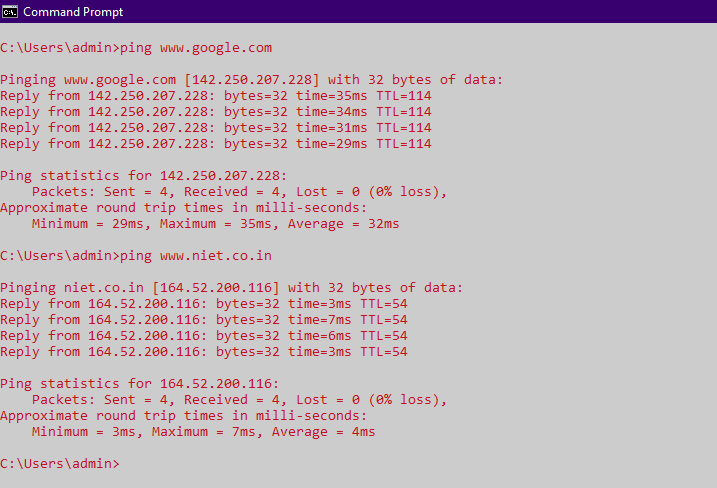 Command Prompt
C:\Users\admin>ping www.google.com
Pinging www.google.com [142.250.207.228] with 32 bytes of data:
Reply from 142.250.207.228: bytes=32 time=35ms TTL=114
Reply from 142.250.207.228: bytes=32 time=34ms TTL=114
Reply from 142.250.207.228: bytes=32 time=31ms TTL=114
Reply from 142.250.207.228: bytes=32 time=29ms TTL=114
Ping statistics for 142.250.207.228:
    Packets: Sent = 4, Received = 4, Lost = 0 (0% loss),
Approximate round trip times in milli-seconds:
    Minimum = 29ms, Maximum = 35ms, Average = 32ms
C:\Users\admin>ping www.niet.co.in
Pinging niet.co.in [164.52.200.116] with 32 bytes of data:
Reply from 164.52.200.116: bytes=32 time=3ms TTL=54
Reply from 164.52.200.116: bytes=32 time=7ms TTL=54
Reply from 164.52.200.116: bytes=32 time=6ms TTL=54
Reply from 164.52.200.116: bytes=32 time=3ms TTL=54
Ping statistics for 164.52.200.116:
    Packets: Sent = 4, Received = 4, Lost = 0 (0% loss),
Approximate round trip times in milli-seconds:
    Minimum = 3ms, Maximum = 7ms, Average = 4ms
C:\Users\admin>